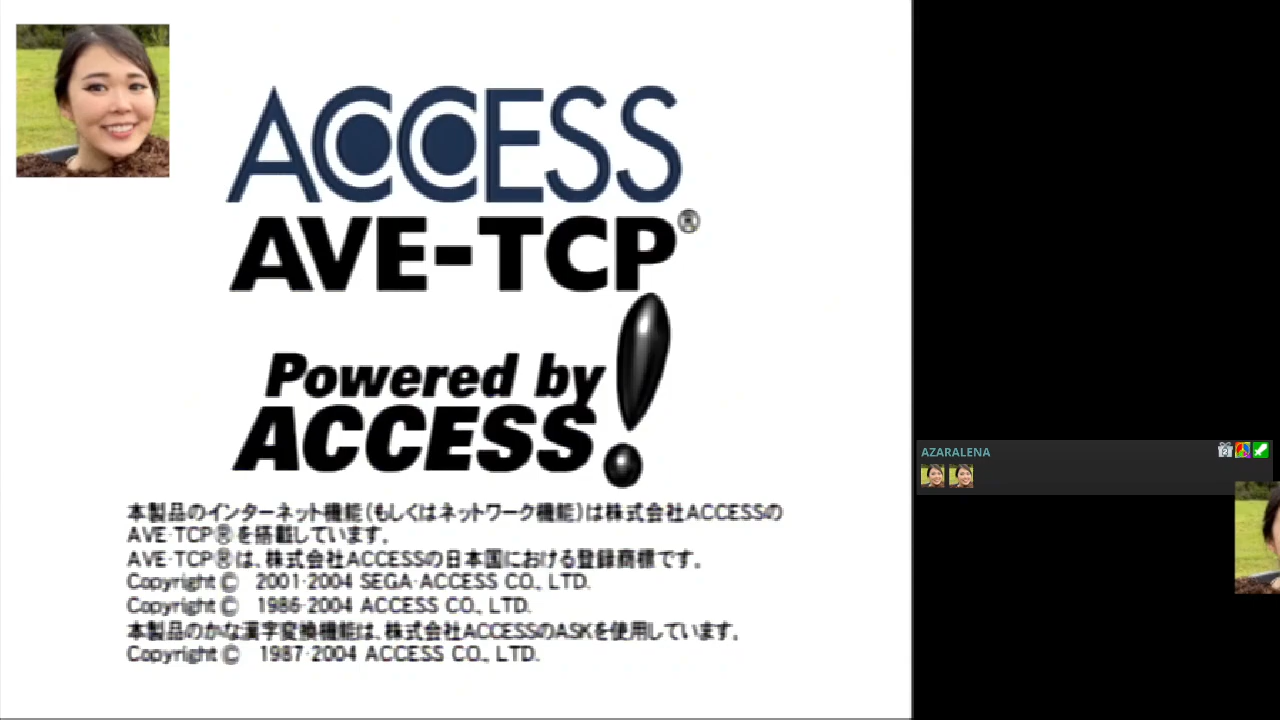 ACCESS
AVE-TCP®
Powered by
ACCESS!
本製品のインターネット機能(もしくはネットワーク機能)は株式会社ACCESSの
AVE-TCP®を搭載しています。
AVE-TCP®は、株式会社ACCESSの日本国における登録商標です。
Copyright © 2001-2004 SEGA-ACCESS CO., LTD.
Copyright © 1986-2004 ACCESS CO., LTD.
本製品のかな漢字変換機能は、株式会社ACCESSのASKを使用しています。
Copyright © 1987-2004 ACCESS CO., LTD.
AZARALENA